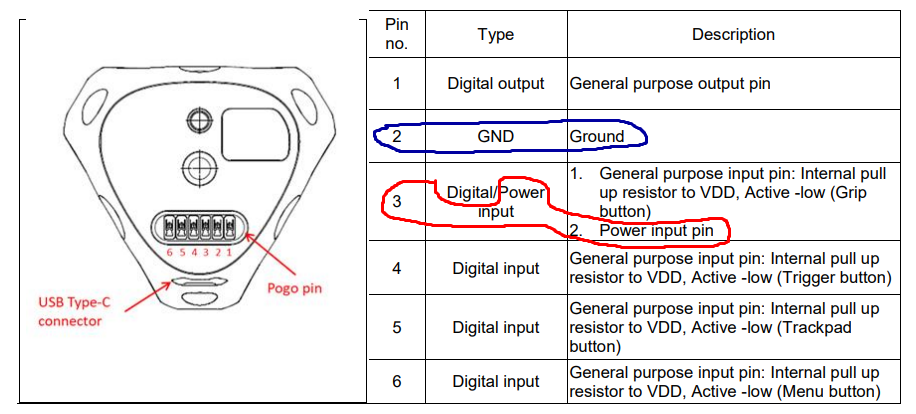 6 5 4 3 2 1
Pogo pin
USB Type-C
connector
Pin
no.
Type
Description
1
Digital output
General purpose output pin
2
GND
Ground
3
Digital/Power
input
1. General purpose input pin: Internal pull
up resistor to VDD, Active -low (Grip
button)
2. Power input pin
4
Digital input
General purpose input pin: Internal pull up
resistor to VDD, Active -low (Trigger button)
5
Digital input
General purpose input pin: Internal pull up
resistor to VDD, Active -low (Trackpad
button)
6
Digital input
General purpose input pin: Internal pull up
resistor to VDD, Active -low (Menu button)